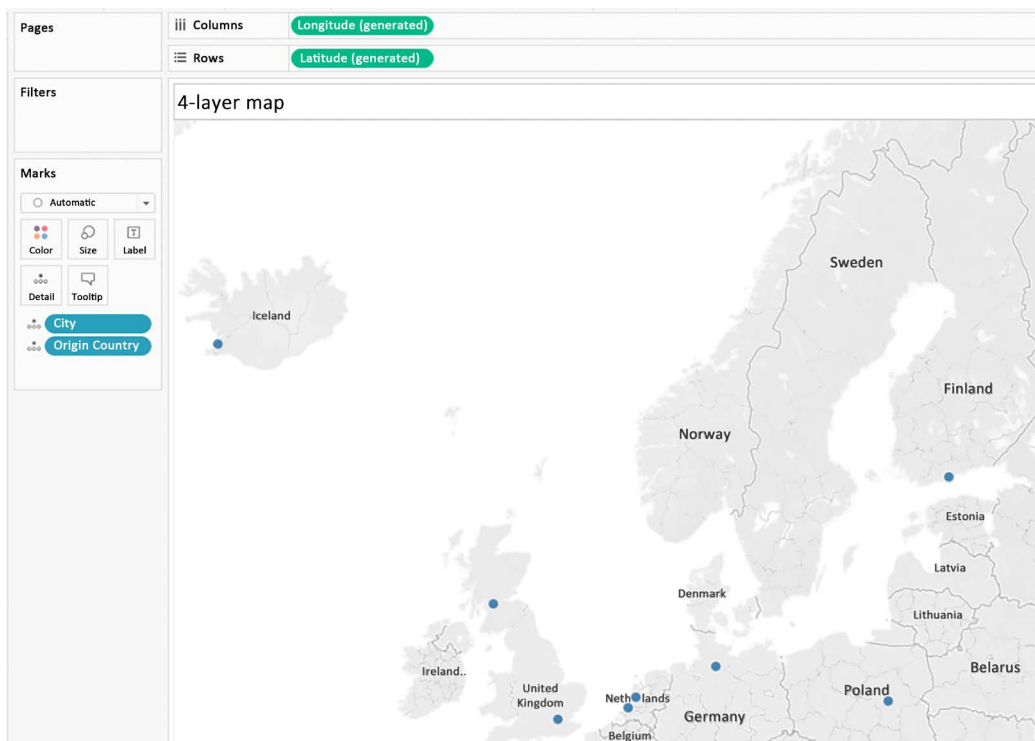 Pages
Columns
Longitude (generated)
Rows
Latitude (generated)
Filters
4-layer map
Marks
Automatic
Color
Size
Label
Detail
Tooltip
City
Origin Country
Sweden
Iceland
Finland
Norway
Estonia
Latvia
Denmark
Lithuania
Ireland..
Belarus
United
Kingdom
Netherlands
Poland
Germany
Belgium